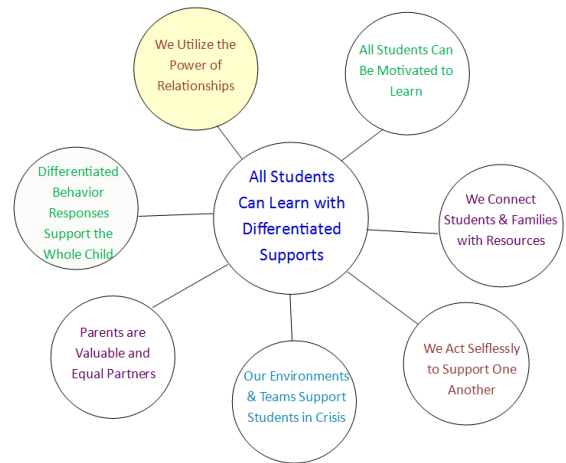 We Utilize the
Power of
Relationships
All Students Can
Be Motivated to
Learn
All Students
Can Learn with
Differentiated
Supports
Differentiated
Behavior
Responses
Support the
Whole Child
We Connect
Students & Families
with Resources
Parents are
Valuable and
Equal Partners
Our Environments
& Teams Support
Students in Crisis
We Act Selflessly
to Support One
Another